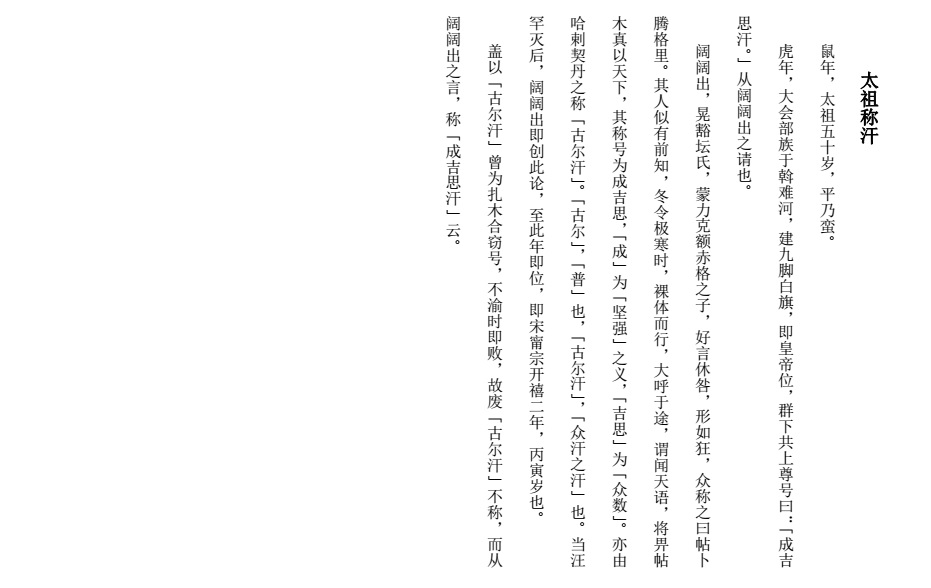 太祖称汗
鼠年，太祖五十岁，平乃蛮。
虎年，大会部族于斡难河，建九脚白旗，即皇帝位，群下共上尊号曰：「成吉
思汗。」从阔阔出之请也。
阔阔出，晃豁坛氏，蒙力克额赤格之子，好言休咎，形如狂，众称之曰帖卜
腾格里。其人似有前知，冬令极寒时，裸体而行，大呼于途，谓闻天语，将畀帖
木真以天下，其称号为成吉思，「成」为「坚强」之义，「吉思」为「众数」。亦由
哈剌契丹之称「古尔汗」。「古尔」，「普」也，「古尔汗」，「众汗之汗」也。当汪
罕灭后，阔阔出即创此论，至此年即位，即宋甯宗开禧二年，丙寅岁也。
盖以「古尔汗」曾为扎木合窃号，不渝时即败，故废「古尔汗」不称，而从
阔阔出之言，称「成吉思汗」云。